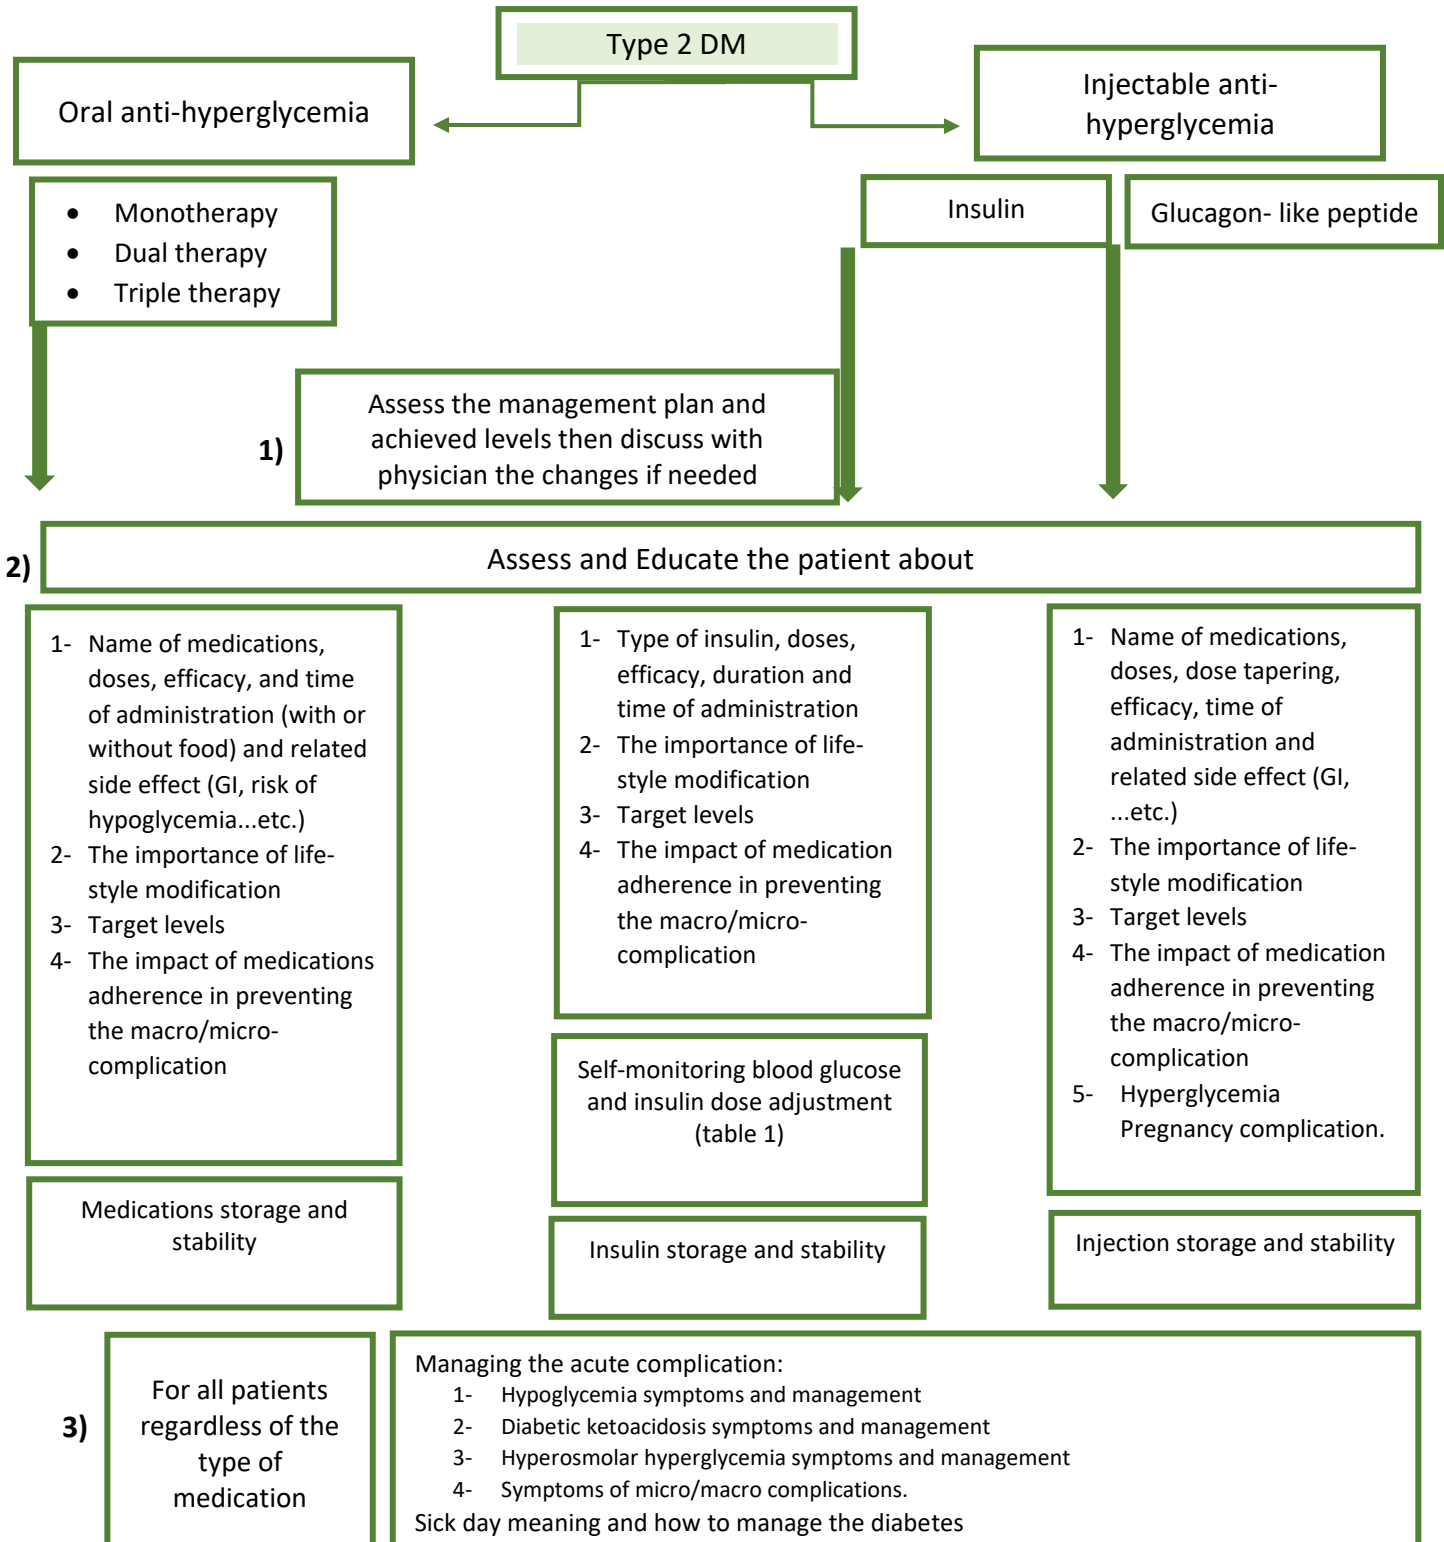 Type 2 DM
Oral anti-hyperglycemia
Injectable anti-
hyperglycemia
• Monotherapy
• Dual therapy
• Triple therapy
Insulin
Glucagon- like peptide
1)
Assess the management plan and
achieved levels then discuss with
physician the changes if needed
2)
Assess and Educate the patient about
1- Name of medications,
doses, efficacy, and time
of administration (with or
without food) and related
side effect (GI, risk of
hypoglycemia...etc.)
2- The importance of life-
style modification
3- Target levels
4- The impact of medications
adherence in preventing
the macro/micro-
complication
Medications storage and
stability
1- Type of insulin, doses,
efficacy, duration and
time of administration
2- The importance of life-
style modification
3- Target levels
4- The impact of medication
adherence in preventing
the macro/micro-
complication
Self-monitoring blood glucose
and insulin dose adjustment
(table 1)
Insulin storage and stability
1- Name of medications,
doses, dose tapering,
efficacy, time of
administration and
related side effect (GI,
...etc.)
2- The importance of life-
style modification
3- Target levels
4- The impact of medication
adherence in preventing
the macro/micro-
complication
5- Hyperglycemia
Pregnancy complication.
Injection storage and stability
3)
For all patients
regardless of the
type of
medication
Managing the acute complication:
1- Hypoglycemia symptoms and management
2- Diabetic ketoacidosis symptoms and management
3- Hyperosmolar hyperglycemia symptoms and management
4- Symptoms of micro/macro complications.
Sick day meaning and how to manage the diabetes